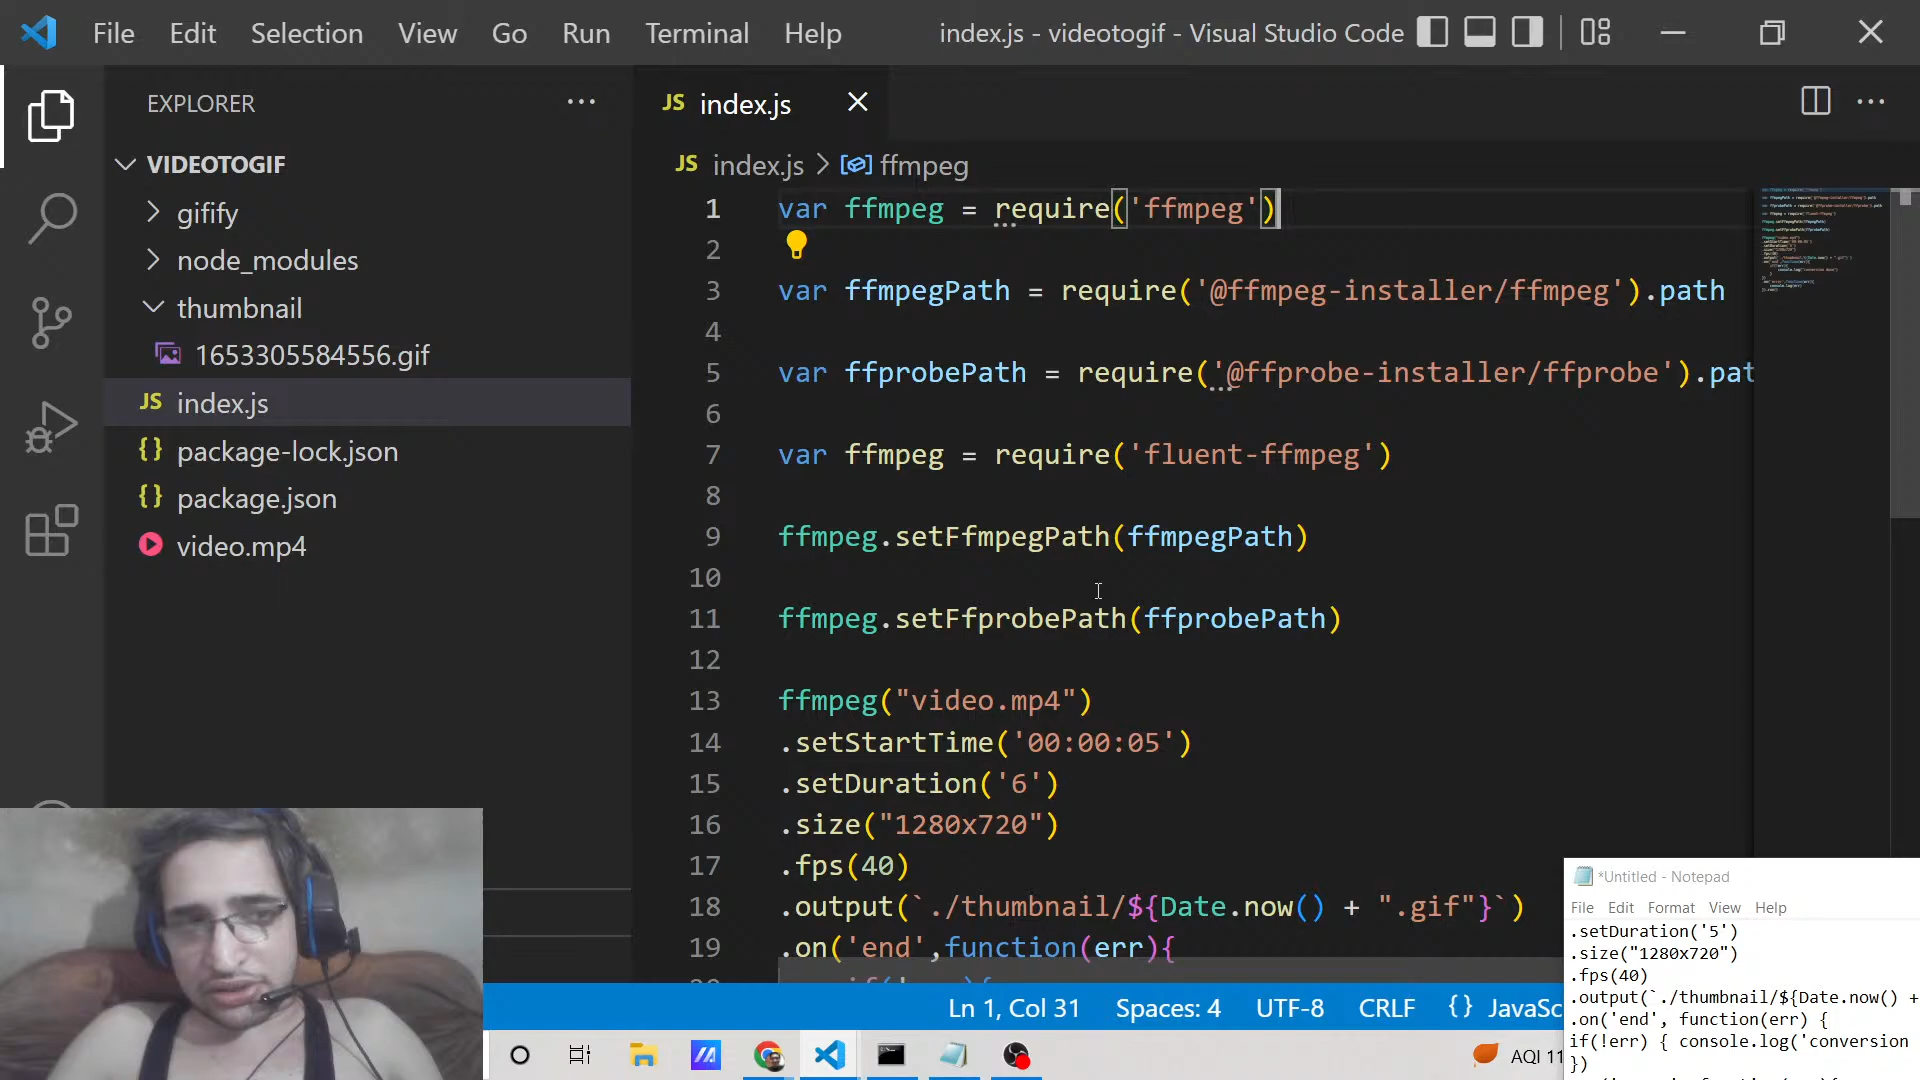 File Edit Selection View Go Run Terminal Help index.js - videotogif - Visual Studio Code
EXPLORER
VIDEOTOGIF
gifify
node_modules
thumbnail
1653305584556.gif
JS index.js
{} package-lock.json
{} package.json
video.mp4
JS index.js
JS index.js > ffmpeg
1 var ffmpeg = require('ffmpeg')
2
3 var ffmpegPath = require('@ffmpeg-installer/ffmpeg').path
4
5 var ffprobePath = require('@ffprobe-installer/ffprobe').pat
6
7 var ffmpeg = require('fluent-ffmpeg')
8
9 ffmpeg.setFfmpegPath(ffmpegPath)
10
11 ffmpeg.setFfprobePath(ffprobePath)
12
13 ffmpeg("video.mp4")
14 .setStartTime('00:00:05')
15 .setDuration('6')
16 .size("1280x720")
17 .fps(40)
18 .output(`./thumbnail/${Date.now() + ".gif"}`)
19 .on('end',function(err){
Ln 1, Col 31 Spaces: 4 UTF-8 CRLF {} JavaSc
AQI 11
*Untitled - Notepad
File Edit Format View Help
.setDuration('5')
.size("1280x720")
.fps(40)
.output(`./thumbnail/${Date.now() +
.on('end', function(err) {
if(!err) { console.log('conversion
})